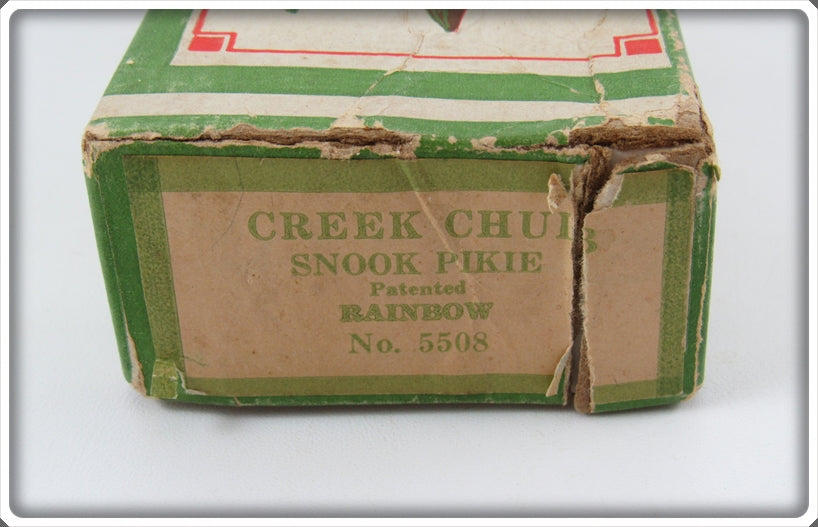 CREEK CHUB
SNOOK PIKIE
Patented
RAINBOW
No. 5508